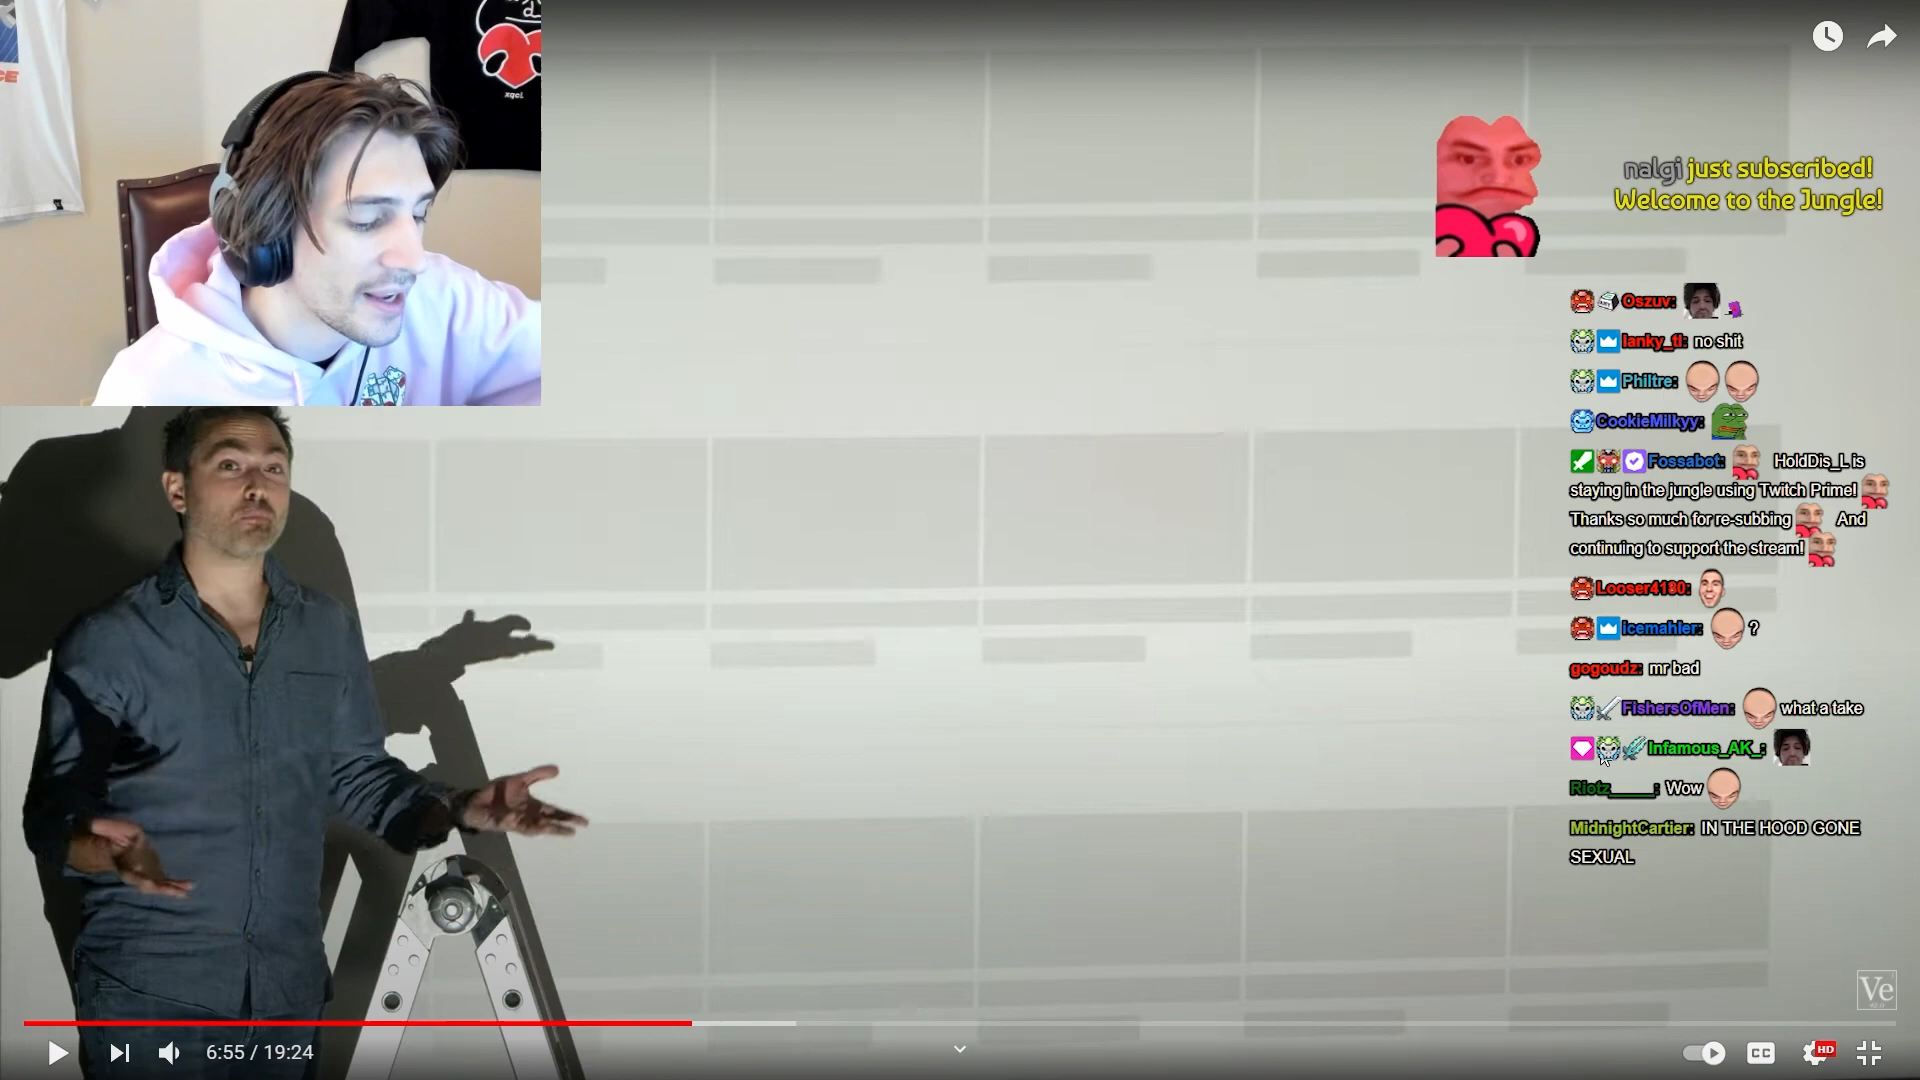 CE
xqcL
nalgi just subscribed!
Welcome to the Jungle!
Oszuv:
lanky_tl: no shit
Philtre:
CookieMilkyy:
Fossabot: HoldDis_L is
staying in the jungle using Twitch Prime!
Thanks so much for re-subbing And
continuing to support the stream!
Looser4180:
icemahler: ?
gogoudz: mr bad
FishersOfMen: what a take
Infamous_AK_:
Riotz_____: Wow
MidnightCartier: IN THE HOOD GONE
SEXUAL
Ve
6:55 / 19:24
CC
HD